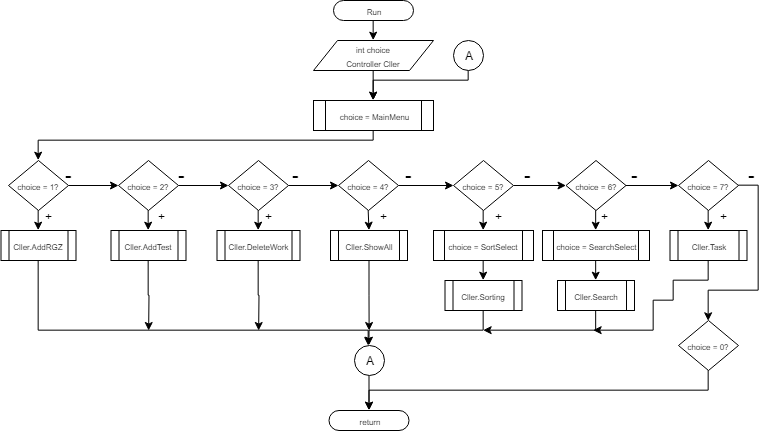 Run
int choice
Controller Cller
A
choice = MainMenu
choice = 1?
-
choice = 2?
-
choice = 3?
-
choice = 4?
-
choice = 5?
-
choice = 6?
-
choice = 7?
-
+
+
+
+
+
+
+
Cller.AddRGZ
Cller.AddTest
Cller.DeleteWork
Cller.ShowAll
choice = SortSelect
choice = SearchSelect
Cller.Task
Cller.Sorting
Cller.Search
choice = 0?
A
return